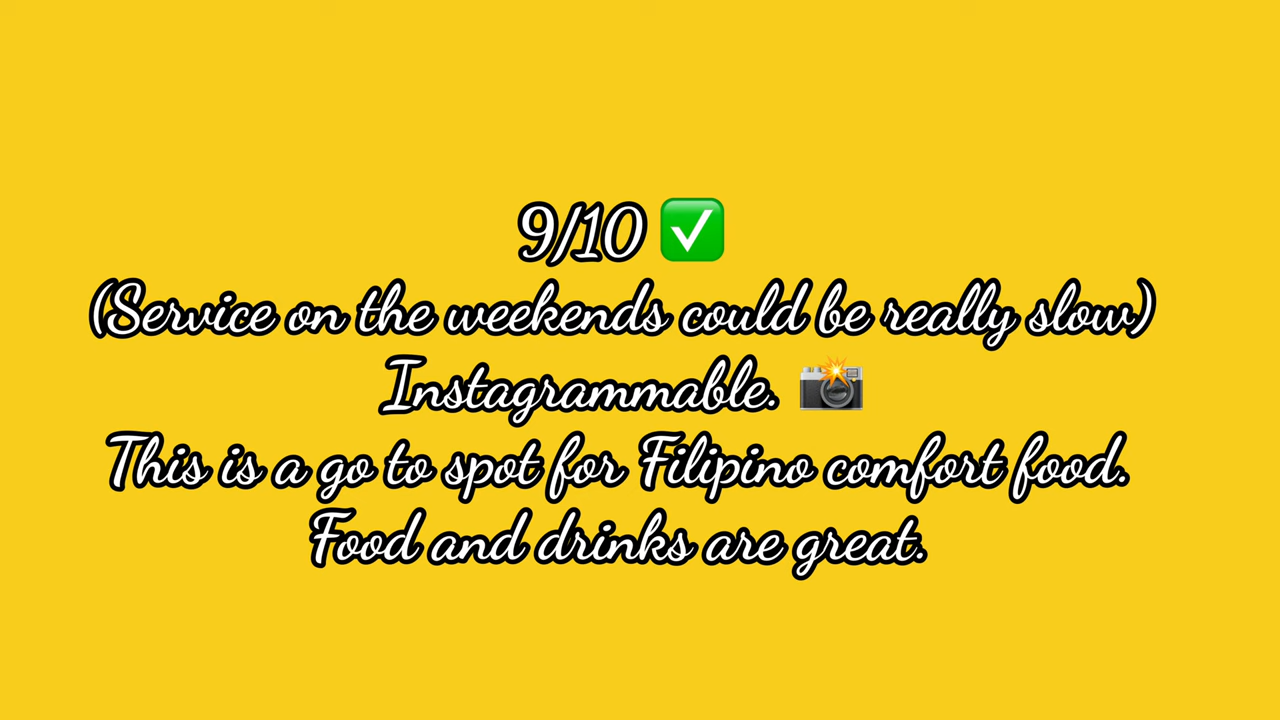 9/10 ✅
(Service on the weekends could be really slow)
Instagrammable. 📸
This is a go to spot for Filipino comfort food.
Food and drinks are great.